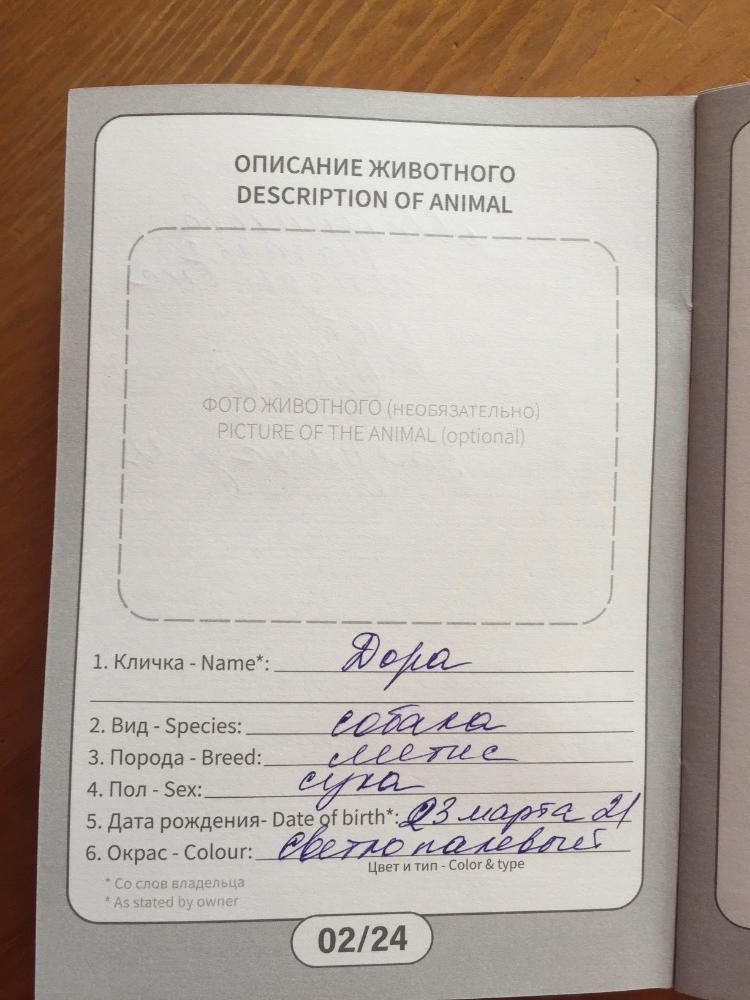 ОПИСАНИЕ ЖИВОТНОГО
DESCRIPTION OF ANIMAL
ФОТО ЖИВОТНОГО (НЕОБЯЗАТЕЛЬНО)
PICTURE OF THE ANIMAL (optional)
1. Кличка - Name*: Дора
2. Вид - Species: собака
3. Порода - Breed: метис
4. Пол - Sex: сука
5. Дата рождения- Date of birth*: 23 марта 21
6. Окрас - Colour: светло палевый
Цвет и тип - Color & type
* Со слов владельца
* As stated by owner
02/24